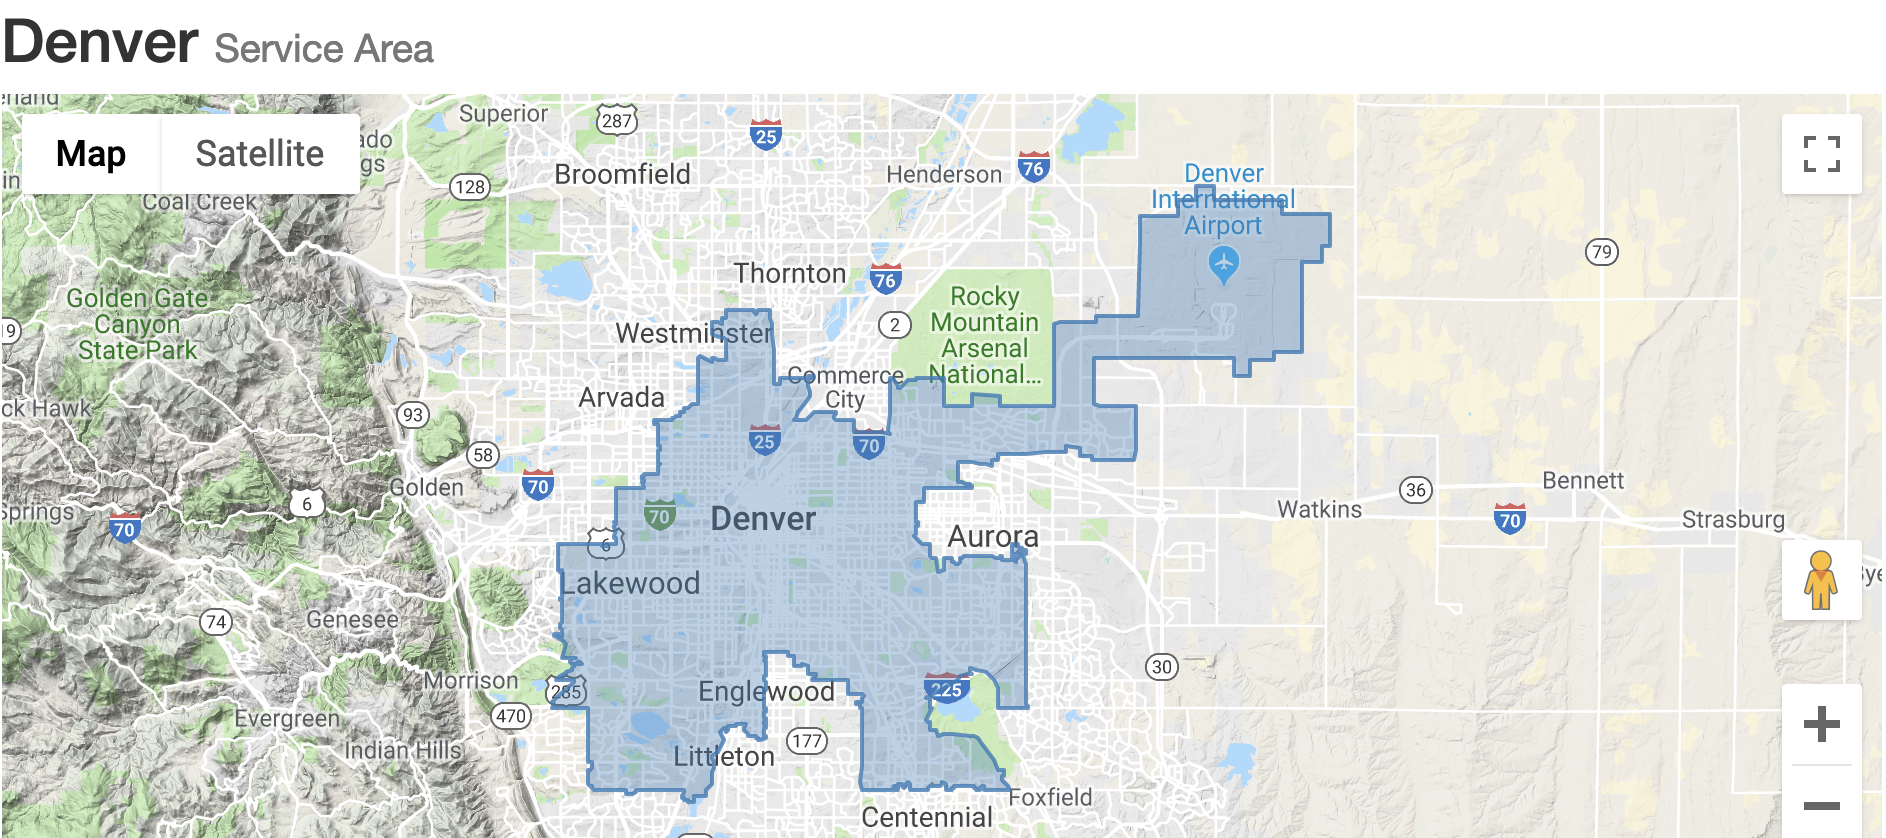 Denver Service Area
Map
Satellite
Superior
287
25
76
Henderson
Broomfield
128
Coal Creek
Denver
International
Airport
79
Thornton
76
Golden Gate
Canyon
State Park
Rocky
Mountain
Arsenal
National...
2
Westminster
Commerce
City
Arvada
93
25
70
58
70
Golden
6
70
70
Denver
6
Aurora
Watkins
36
Bennett
70
Strasburg
Lakewood
74
Genesee
Morrison
285
30
Englewood
225
470
Evergreen
Indian Hills
177
Littleton
Foxfield
Centennial